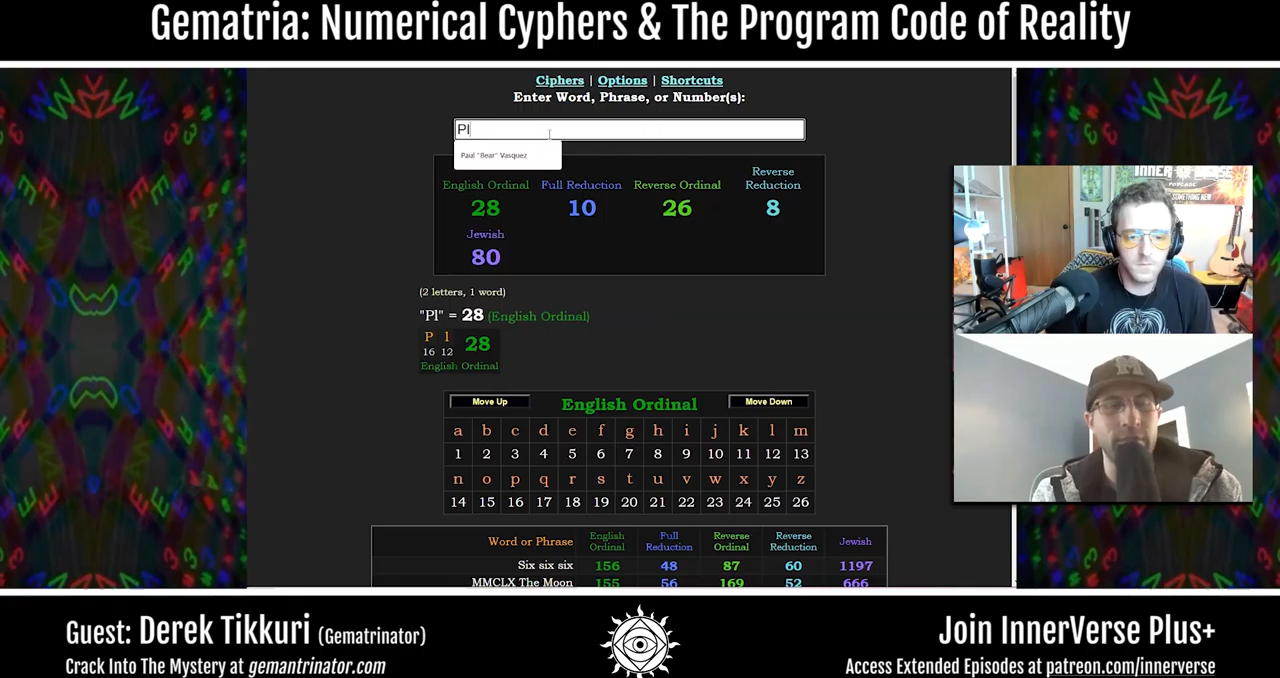 Gematria: Numerical Cyphers & The Program Code of Reality
Ciphers | Options | Shortcuts
Enter Word, Phrase, or Number(s):
Pl
Paul "Bear" Vasquez
English Ordinal Full Reduction Reverse Ordinal Reverse Reduction
28 10 26 8
Jewish
80
(2 letters, 1 word)
"Pl" = 28 (English Ordinal)
P l 28
16 12
English Ordinal
Move Up English Ordinal Move Down
a b c d e f g h i j k l m
1 2 3 4 5 6 7 8 9 10 11 12 13
n o p q r s t u v w x y z
14 15 16 17 18 19 20 21 22 23 24 25 26
Word or Phrase English Ordinal Full Reduction Reverse Ordinal Reverse Reduction Jewish
Six six six 156 48 87 60 1197
MMCLX The Moon 155 56 169 52 666
PODCAST
SOMETHING NEW
M
Guest: Derek Tikkuri (Gematrinator)
Crack Into The Mystery at gemantrinator.com
Join InnerVerse Plus+
Access Extended Episodes at patreon.com/innerverse